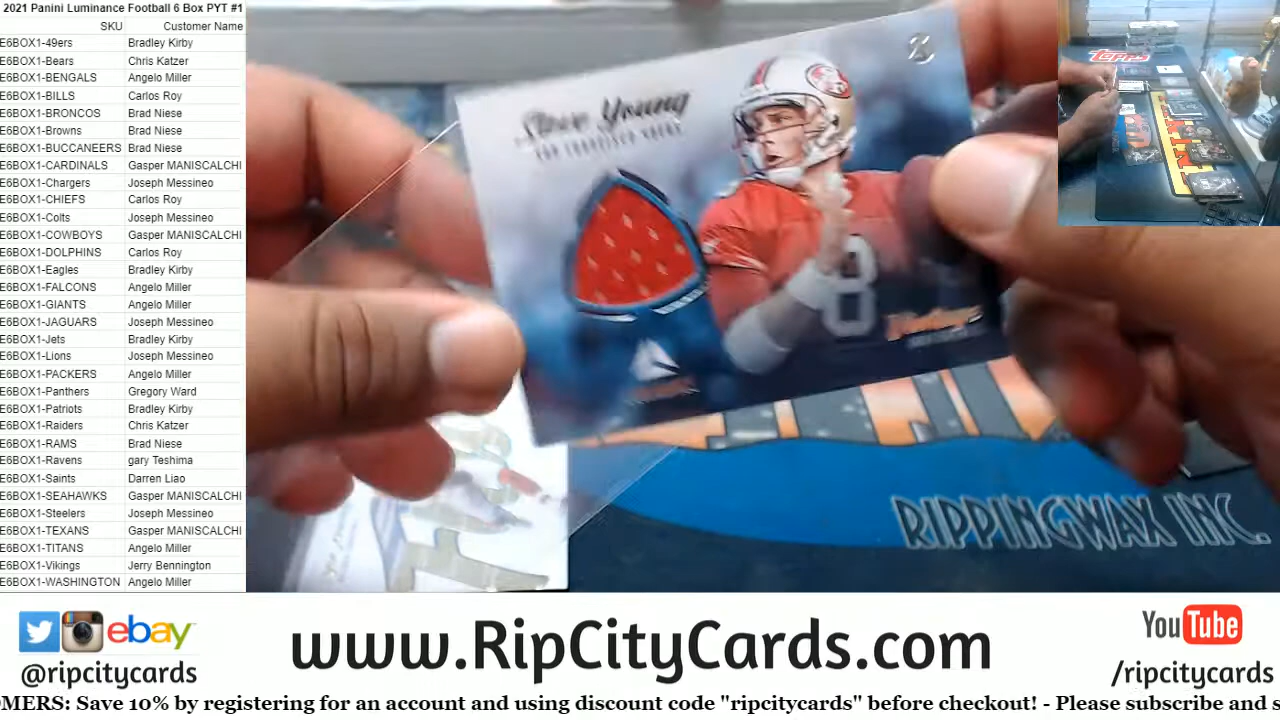 2021 Panini Luminance Football 6 Box PYT #1
SKU Customer Name
E6BOX1-49ers Bradley Kirby
E6BOX1-Bears Chris Katzer
E6BOX1-BENGALS Angelo Miller
E6BOX1-BILLS Carlos Roy
E6BOX1-BRONCOS Brad Niese
E6BOX1-Browns Brad Niese
E6BOX1-BUCCANEERS Brad Niese
E6BOX1-CARDINALS Gasper MANISCALCHI
E6BOX1-Chargers Joseph Messineo
E6BOX1-CHIEFS Carlos Roy
E6BOX1-Colts Joseph Messineo
E6BOX1-COWBOYS Gasper MANISCALCHI
E6BOX1-DOLPHINS Carlos Roy
E6BOX1-Eagles Bradley Kirby
E6BOX1-FALCONS Angelo Miller
E6BOX1-GIANTS Angelo Miller
E6BOX1-JAGUARS Joseph Messineo
E6BOX1-Jets Bradley Kirby
E6BOX1-Lions Joseph Messineo
E6BOX1-PACKERS Angelo Miller
E6BOX1-Panthers Gregory Ward
E6BOX1-Patriots Bradley Kirby
E6BOX1-Raiders Chris Katzer
E6BOX1-RAMS Brad Niese
E6BOX1-Ravens gary Teshima
E6BOX1-Saints Darren Liao
E6BOX1-SEAHAWKS Gasper MANISCALCHI
E6BOX1-Steelers Joseph Messineo
E6BOX1-TEXANS Gasper MANISCALCHI
E6BOX1-TITANS Angelo Miller
E6BOX1-Vikings Jerry Bennington
E6BOX1-WASHINGTON Angelo Miller
Steve Young
SAN FRANCISCO 49ERS
8
Topps
RIPPINGWAX INC.
ebay
@ripcitycards
www.RipCityCards.com
YouTube
/ripcitycards
OMERS: Save 10% by registering for an account and using discount code "ripcitycards" before checkout! - Please subscribe and s